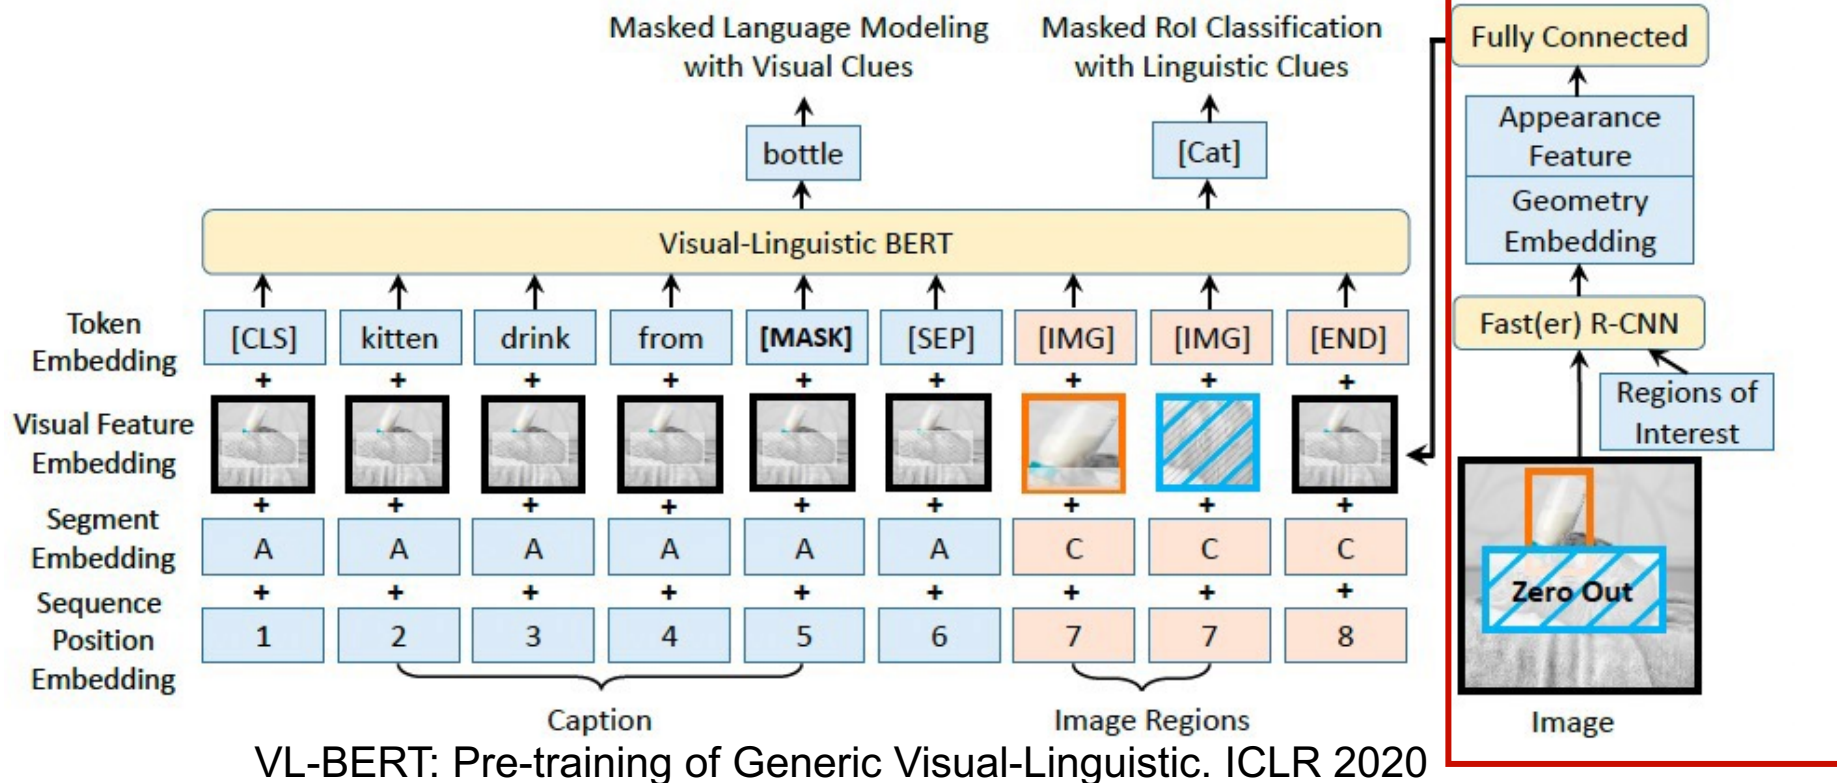 Masked Language Modeling
with Visual Clues
Masked RoI Classification
with Linguistic Clues
bottle
[Cat]
Visual-Linguistic BERT
Token
Embedding
[CLS] kitten drink from [MASK] [SEP] [IMG] [IMG] [END]
+ + + + + + + + +
Visual Feature
Embedding
+ + + + + + + + +
Segment
Embedding
A A A A A A C C C
+ + + + + + + + +
Sequence
Position
Embedding
1 2 3 4 5 6 7 7 8
Caption
Image Regions
Fully Connected
Appearance
Feature
Geometry
Embedding
Fast(er) R-CNN
Regions of
Interest
Zero Out
Image
VL-BERT: Pre-training of Generic Visual-Linguistic. ICLR 2020